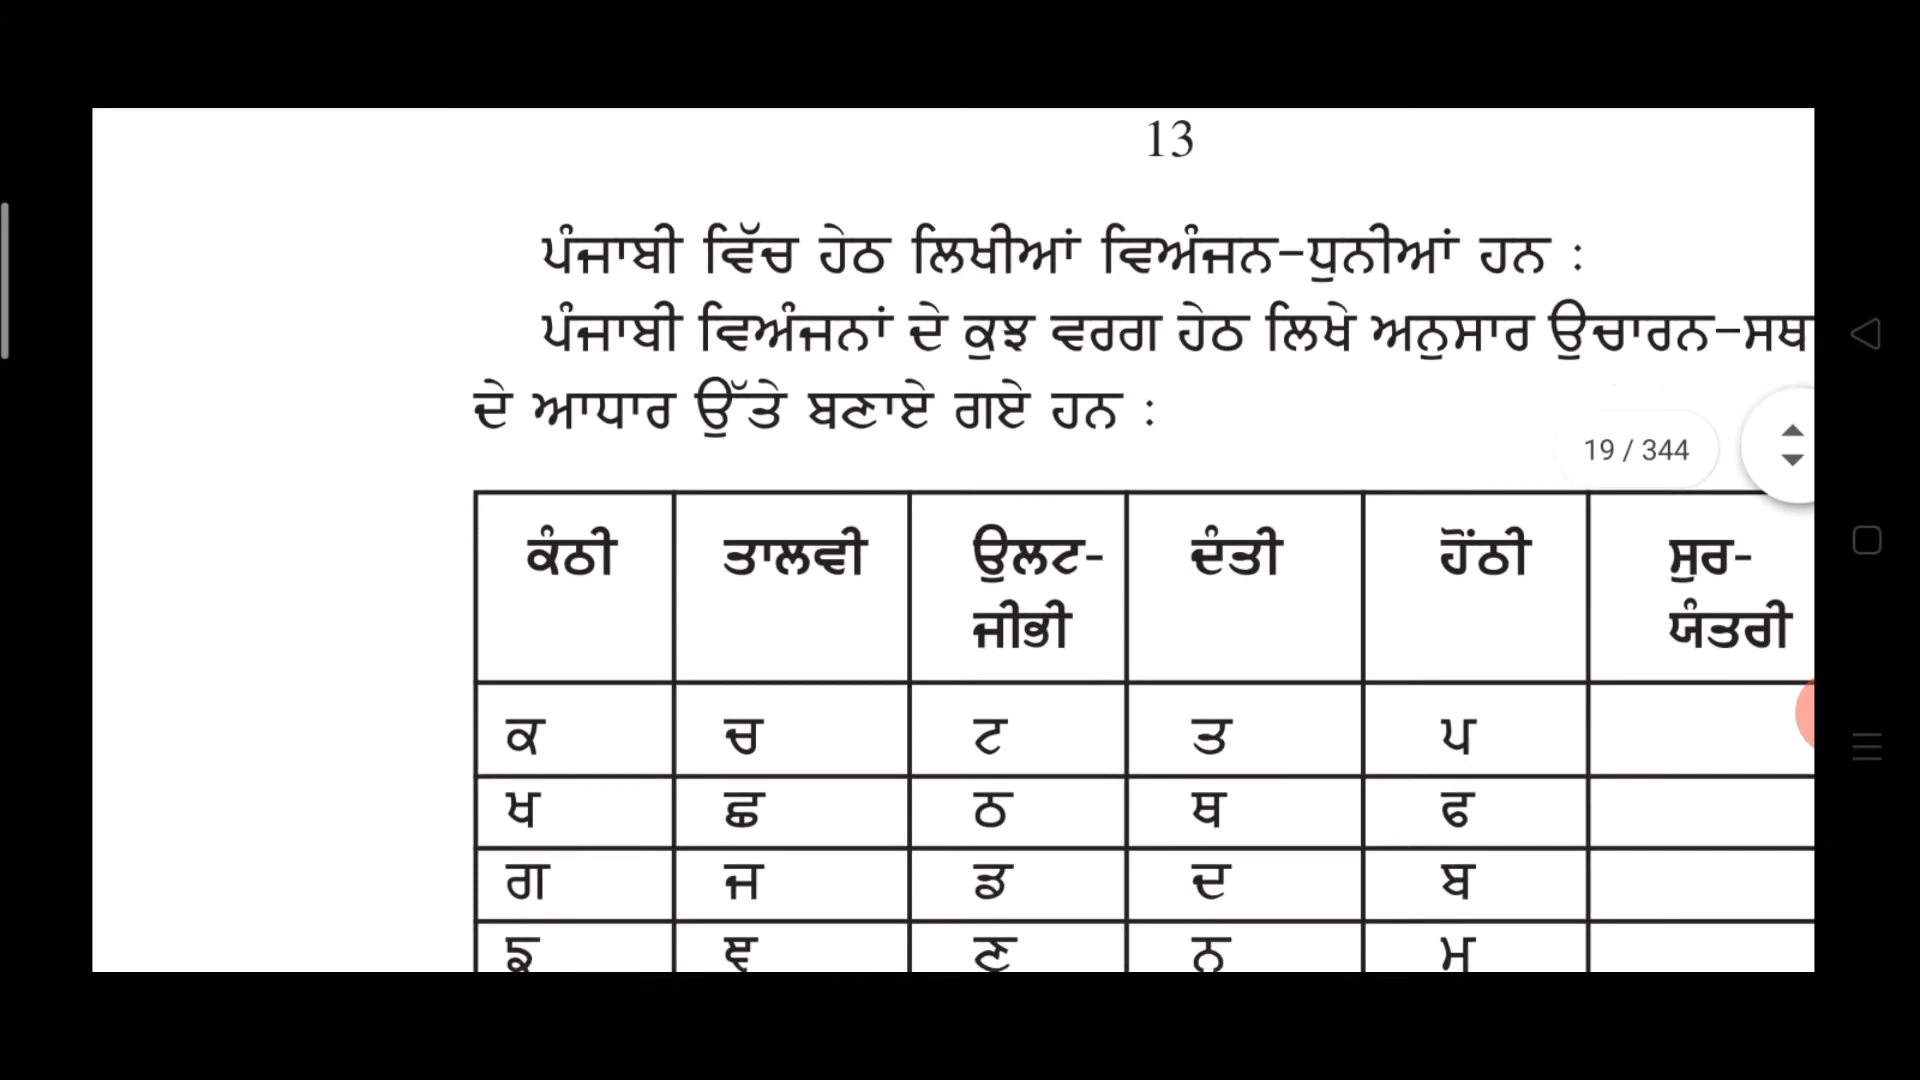 13
ਪੰਜਾਬੀ ਵਿੱਚ ਹੇਠ ਲਿਖੀਆਂ ਵਿਅੰਜਨ-ਧੁਨੀਆਂ ਹਨ :
ਪੰਜਾਬੀ ਵਿਅੰਜਨਾਂ ਦੇ ਕੁਝ ਵਰਗ ਹੇਠ ਲਿਖੇ ਅਨੁਸਾਰ ਉਚਾਰਨ-ਸਥ
ਦੇ ਆਧਾਰ ਉੱਤੇ ਬਣਾਏ ਗਏ ਹਨ :
19 / 344
ਕੰਠੀ ਤਾਲਵੀ ਉਲਟ- ਦੰਤੀ ਹੋਂਠੀ ਸੁਰ-
ਜੀਭੀ ਯੰਤਰੀ
ਕ ਚ ਟ ਤ ਪ
ਖ ਛ ਠ ਥ ਫ
ਗ ਜ ਡ ਦ ਬ
ਙ ਞ ਣ ਨ ਮ